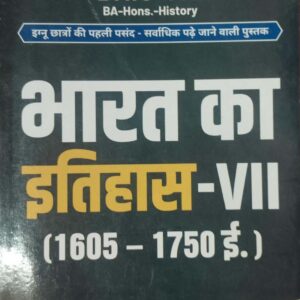 BA-Hons.-History
इग्नू छात्रों की पहली पसंद - सर्वाधिक पढ़े जाने वाली पुस्तक
भारत का
इतिहास-VII
(1605 – 1750 ई.)